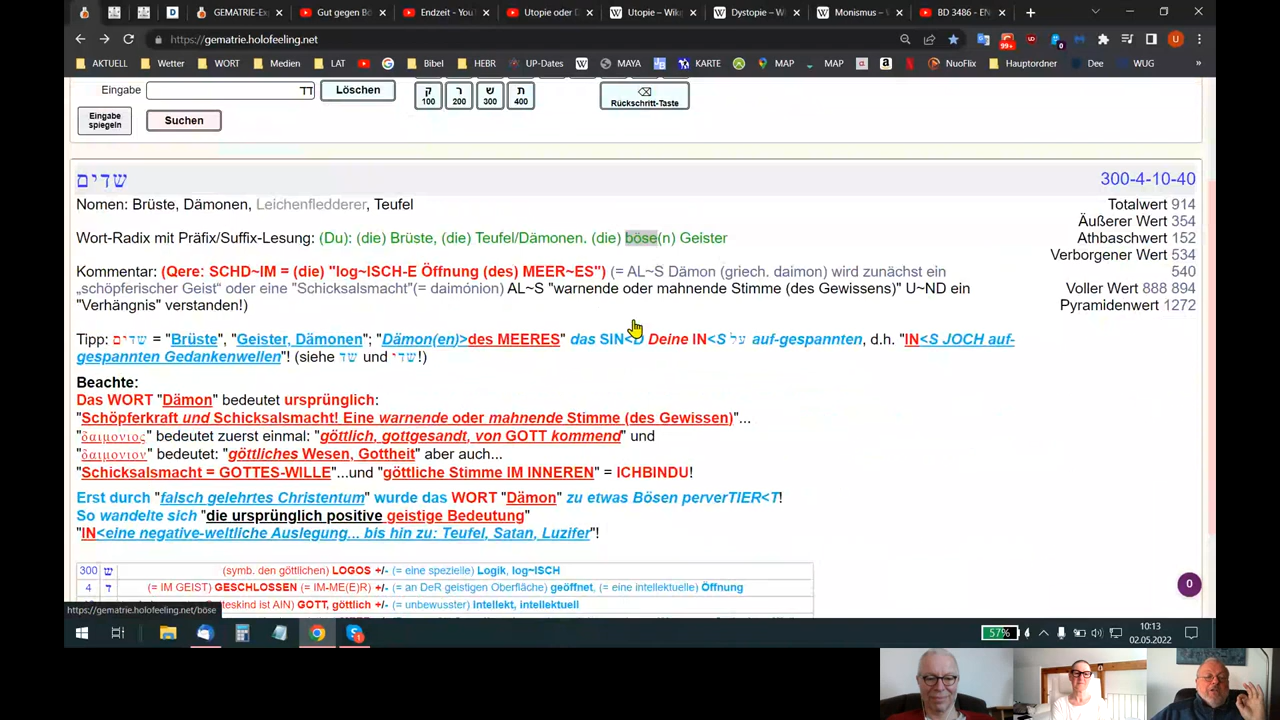 GEMATRIE-Ex
Gut gegen Bö
Endzeit - You
Utopie oder E
Utopie – Wiki
Dystopie – W
Monismus – W
BD 3486 - EN
https://gematrie.holofeeling.net
99+
AKTUELL Wetter WORT Medien LAT Bibel HEBR UP-Dates MAYA KARTE MAP MAP NuoFlix Hauptordner Dee WUG »
Eingabe
דד
Löschen
ק 100
ר 200
ש 300
ת 400
Rückschritt-Taste
Eingabe spiegeln
Suchen
שדים 300-4-10-40
Nomen: Brüste, Dämonen, Leichenfledderer, Teufel
Totalwert 914
Äußerer Wert 354
Wort-Radix mit Präfix/Suffix-Lesung: (Du): (die) Brüste, (die) Teufel/Dämonen. (die) böse(n) Geister
Athbaschwert 152
Verborgener Wert 534
540
Voller Wert 888 894
Pyramidenwert 1272
Kommentar: (Qere: SCHD~IM = (die) "log~ISCH-E Öffnung (des) MEER~ES") (= AL~S Dämon (griech. daimon) wird zunächst ein
„schöpferischer Geist“ oder eine "Schicksalsmacht"(= daimónion) AL~S "warnende oder mahnende Stimme (des Gewissens)" U~ND ein
"Verhängnis" verstanden!)
Tipp: שדים = "Brüste", "Geister, Dämonen"; "Dämon(en)>des MEERES" das SIN<D Deine IN<S על auf-gespannten, d.h. "IN<S JOCH auf-
gespannten Gedankenwellen"! (siehe שד und שדי!)
Beachte:
Das WORT "Dämon" bedeutet ursprünglich:
"Schöpferkraft und Schicksalsmacht! Eine warnende oder mahnende Stimme (des Gewissen)"...
"δαιμονιος" bedeutet zuerst einmal: "göttlich, gottgesandt, von GOTT kommend" und
"δαιμονιον" bedeutet: "göttliches Wesen, Gottheit" aber auch...
"Schicksalsmacht = GOTTES-WILLE"...und "göttliche Stimme IM INNEREN" = ICHBINDU!
Erst durch "falsch gelehrtes Christentum" wurde das WORT "Dämon" zu etwas Bösen perverTIER<T!
So wandelte sich "die ursprünglich positive geistige Bedeutung"
"IN<eine negative-weltliche Auslegung... bis hin zu: Teufel, Satan, Luzifer"!
300 ש (symb. den göttlichen) LOGOS +/- (= eine spezielle) Logik, log~ISCH
4 ד (= IM GEIST) GESCHLOSSEN (= IM-ME(E)R) +/- (= an DeR geistigen Oberfläche) geöffnet, (= eine intellektuelle) Öffnung
Gotteskind ist AIN) GOTT, göttlich +/- (= unbewusster) Intellekt, intellektuell
https://gematrie.holofeeling.net/böse
0
57%
10:13
02.05.2022